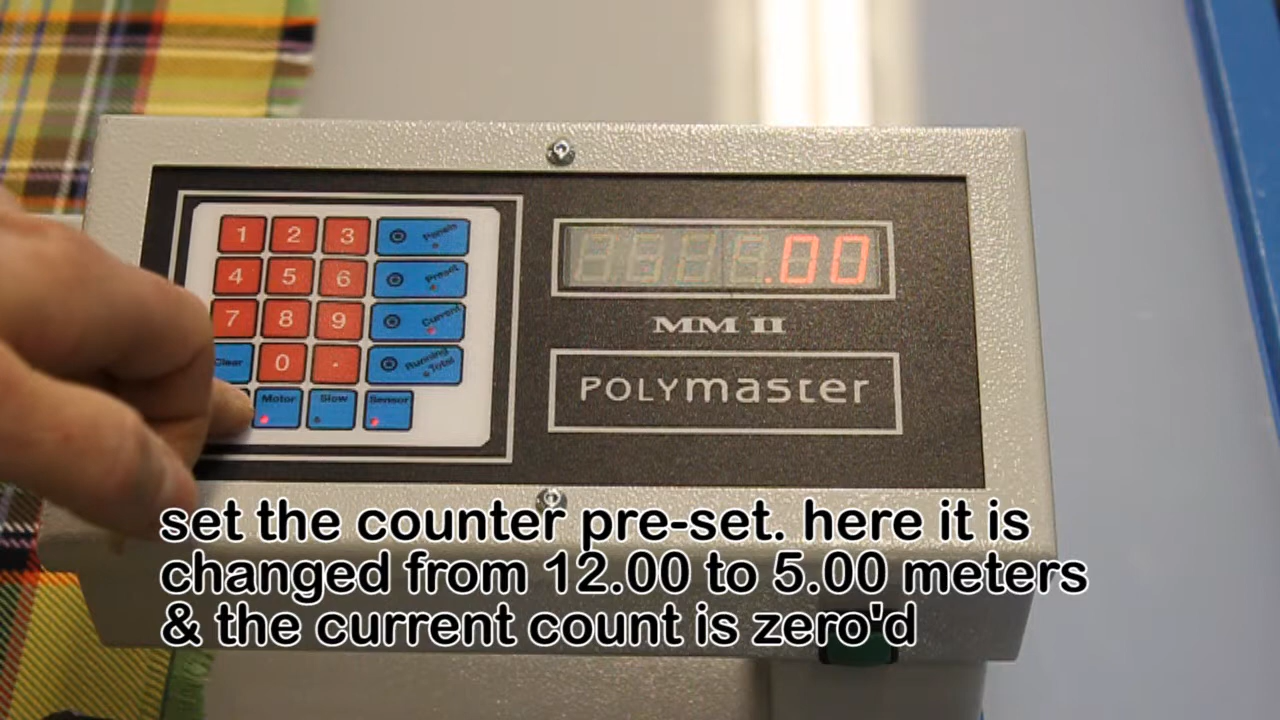 1 2 3 Panels
4 5 6 Preset
7 8 9 Current
Clear 0 . Running Total
Motor Slow Sensor
.00
MM II
POLYmaster
set the counter pre-set. here it is
changed from 12.00 to 5.00 meters
& the current count is zero'd